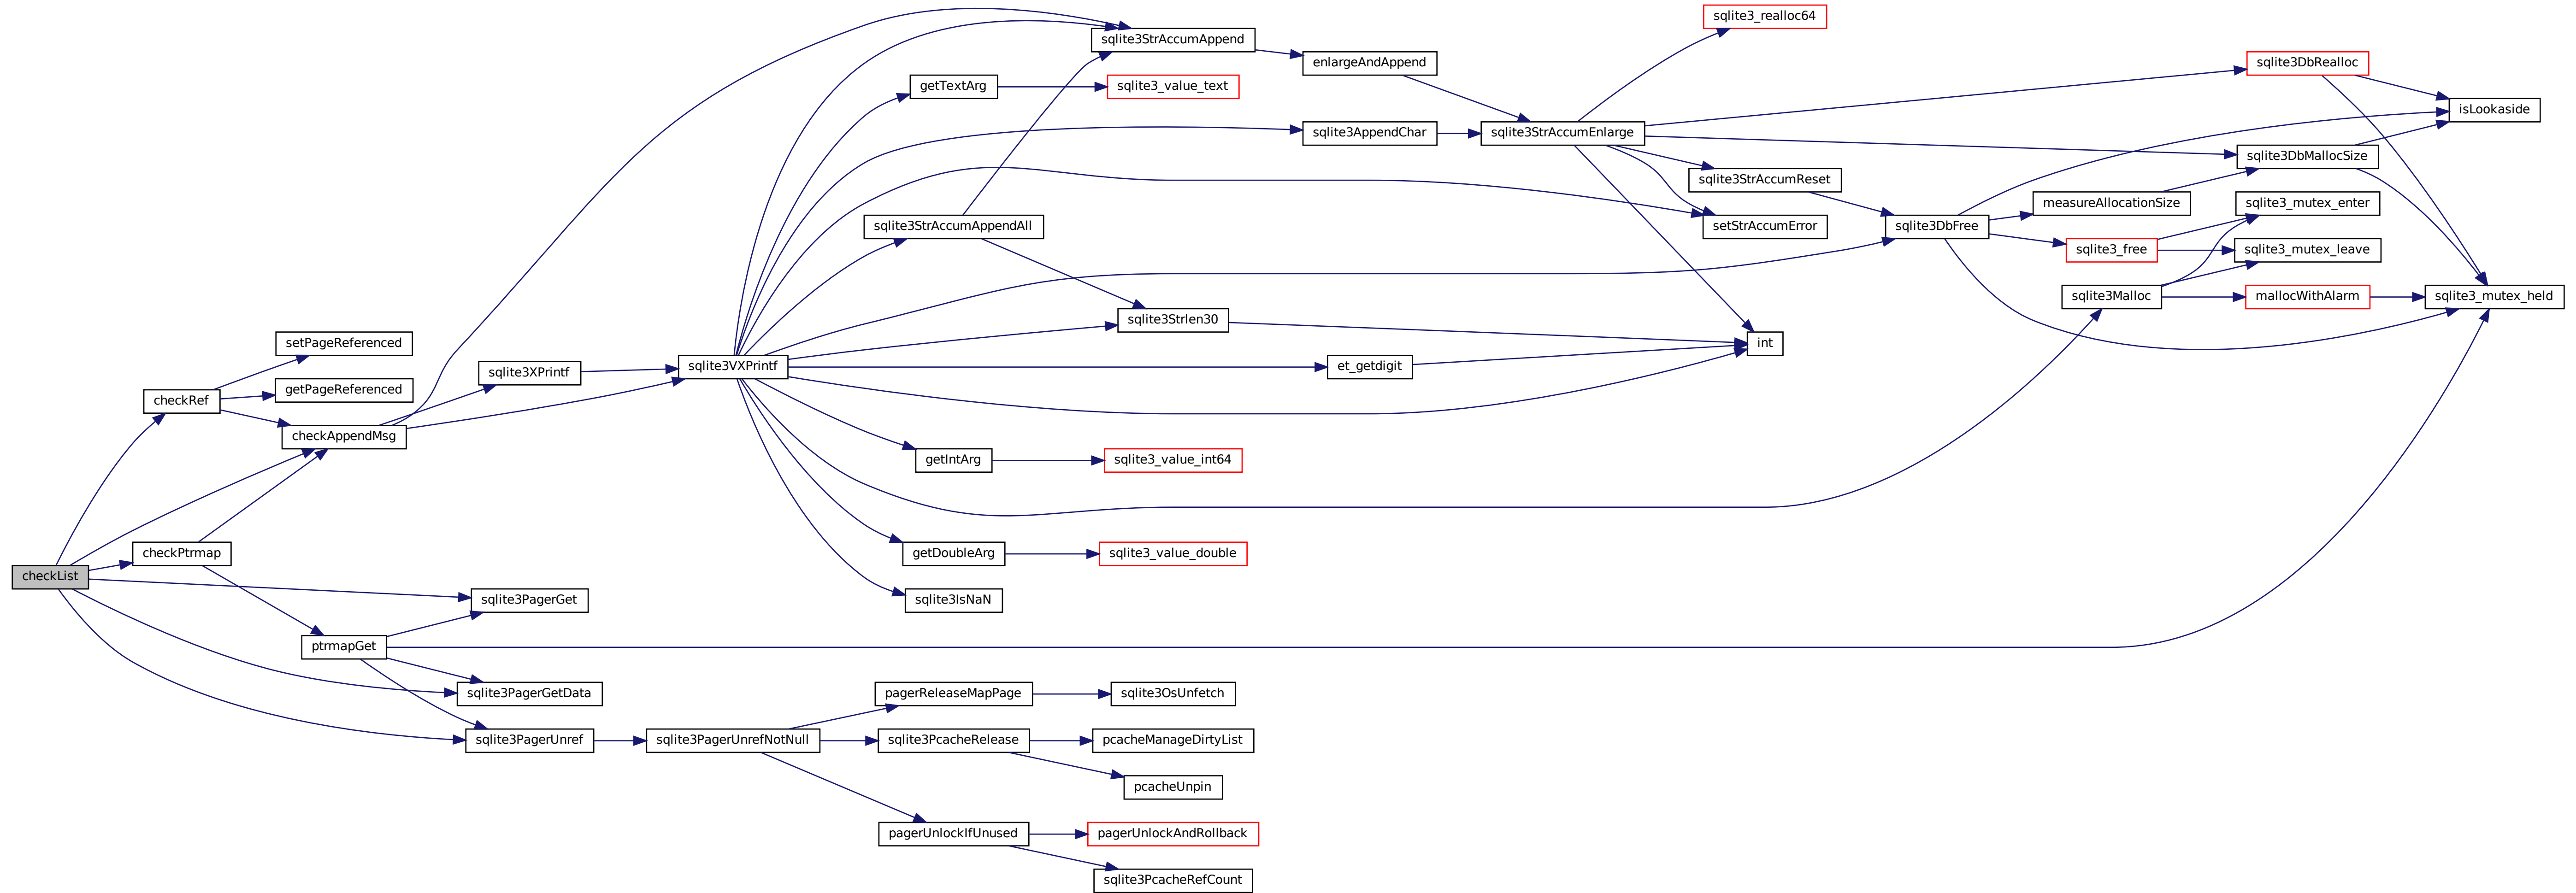 checkList
checkRef
checkPtrmap
setPageReferenced
getPageReferenced
checkAppendMsg
ptrmapGet
sqlite3XPrintf
sqlite3PagerGet
sqlite3PagerGetData
sqlite3PagerUnref
sqlite3VXPrintf
sqlite3PagerUnrefNotNull
getTextArg
sqlite3StrAccumAppendAll
getIntArg
getDoubleArg
sqlite3IsNaN
pagerReleaseMapPage
sqlite3PcacheRelease
pagerUnlockIfUnused
sqlite3StrAccumAppend
sqlite3_value_text
sqlite3Strlen30
sqlite3_value_int64
sqlite3_value_double
sqlite3OsUnfetch
pcacheManageDirtyList
pcacheUnpin
pagerUnlockAndRollback
sqlite3PcacheRefCount
enlargeAndAppend
sqlite3AppendChar
et_getdigit
sqlite3StrAccumEnlarge
sqlite3_realloc64
sqlite3StrAccumReset
setStrAccumError
int
sqlite3DbFree
measureAllocationSize
sqlite3_free
sqlite3Malloc
sqlite3DbRealloc
sqlite3DbMallocSize
sqlite3_mutex_enter
sqlite3_mutex_leave
mallocWithAlarm
isLookaside
sqlite3_mutex_held